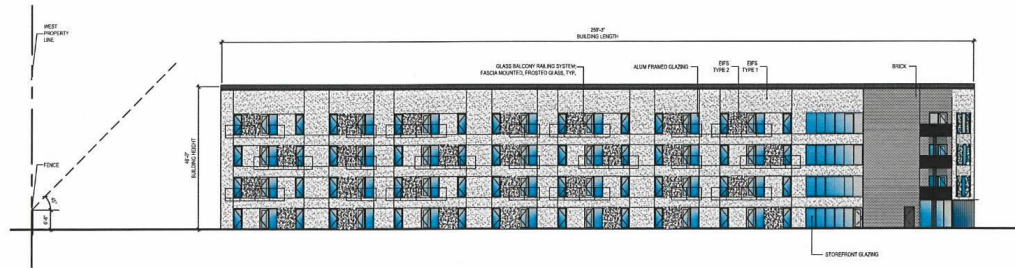 WEST
PROPERTY
LINE
250'-3"
BUILDING LENGTH
GLASS BALCONY RAILING SYSTEM;
FASCIA MOUNTED, FROSTED GLASS, TYP.
ALUM FRAMED GLAZING
EIFS
TYPE 2
EIFS
TYPE 1
BRICK
BUILDING HEIGHT
FENCE
STOREFRONT GLAZING